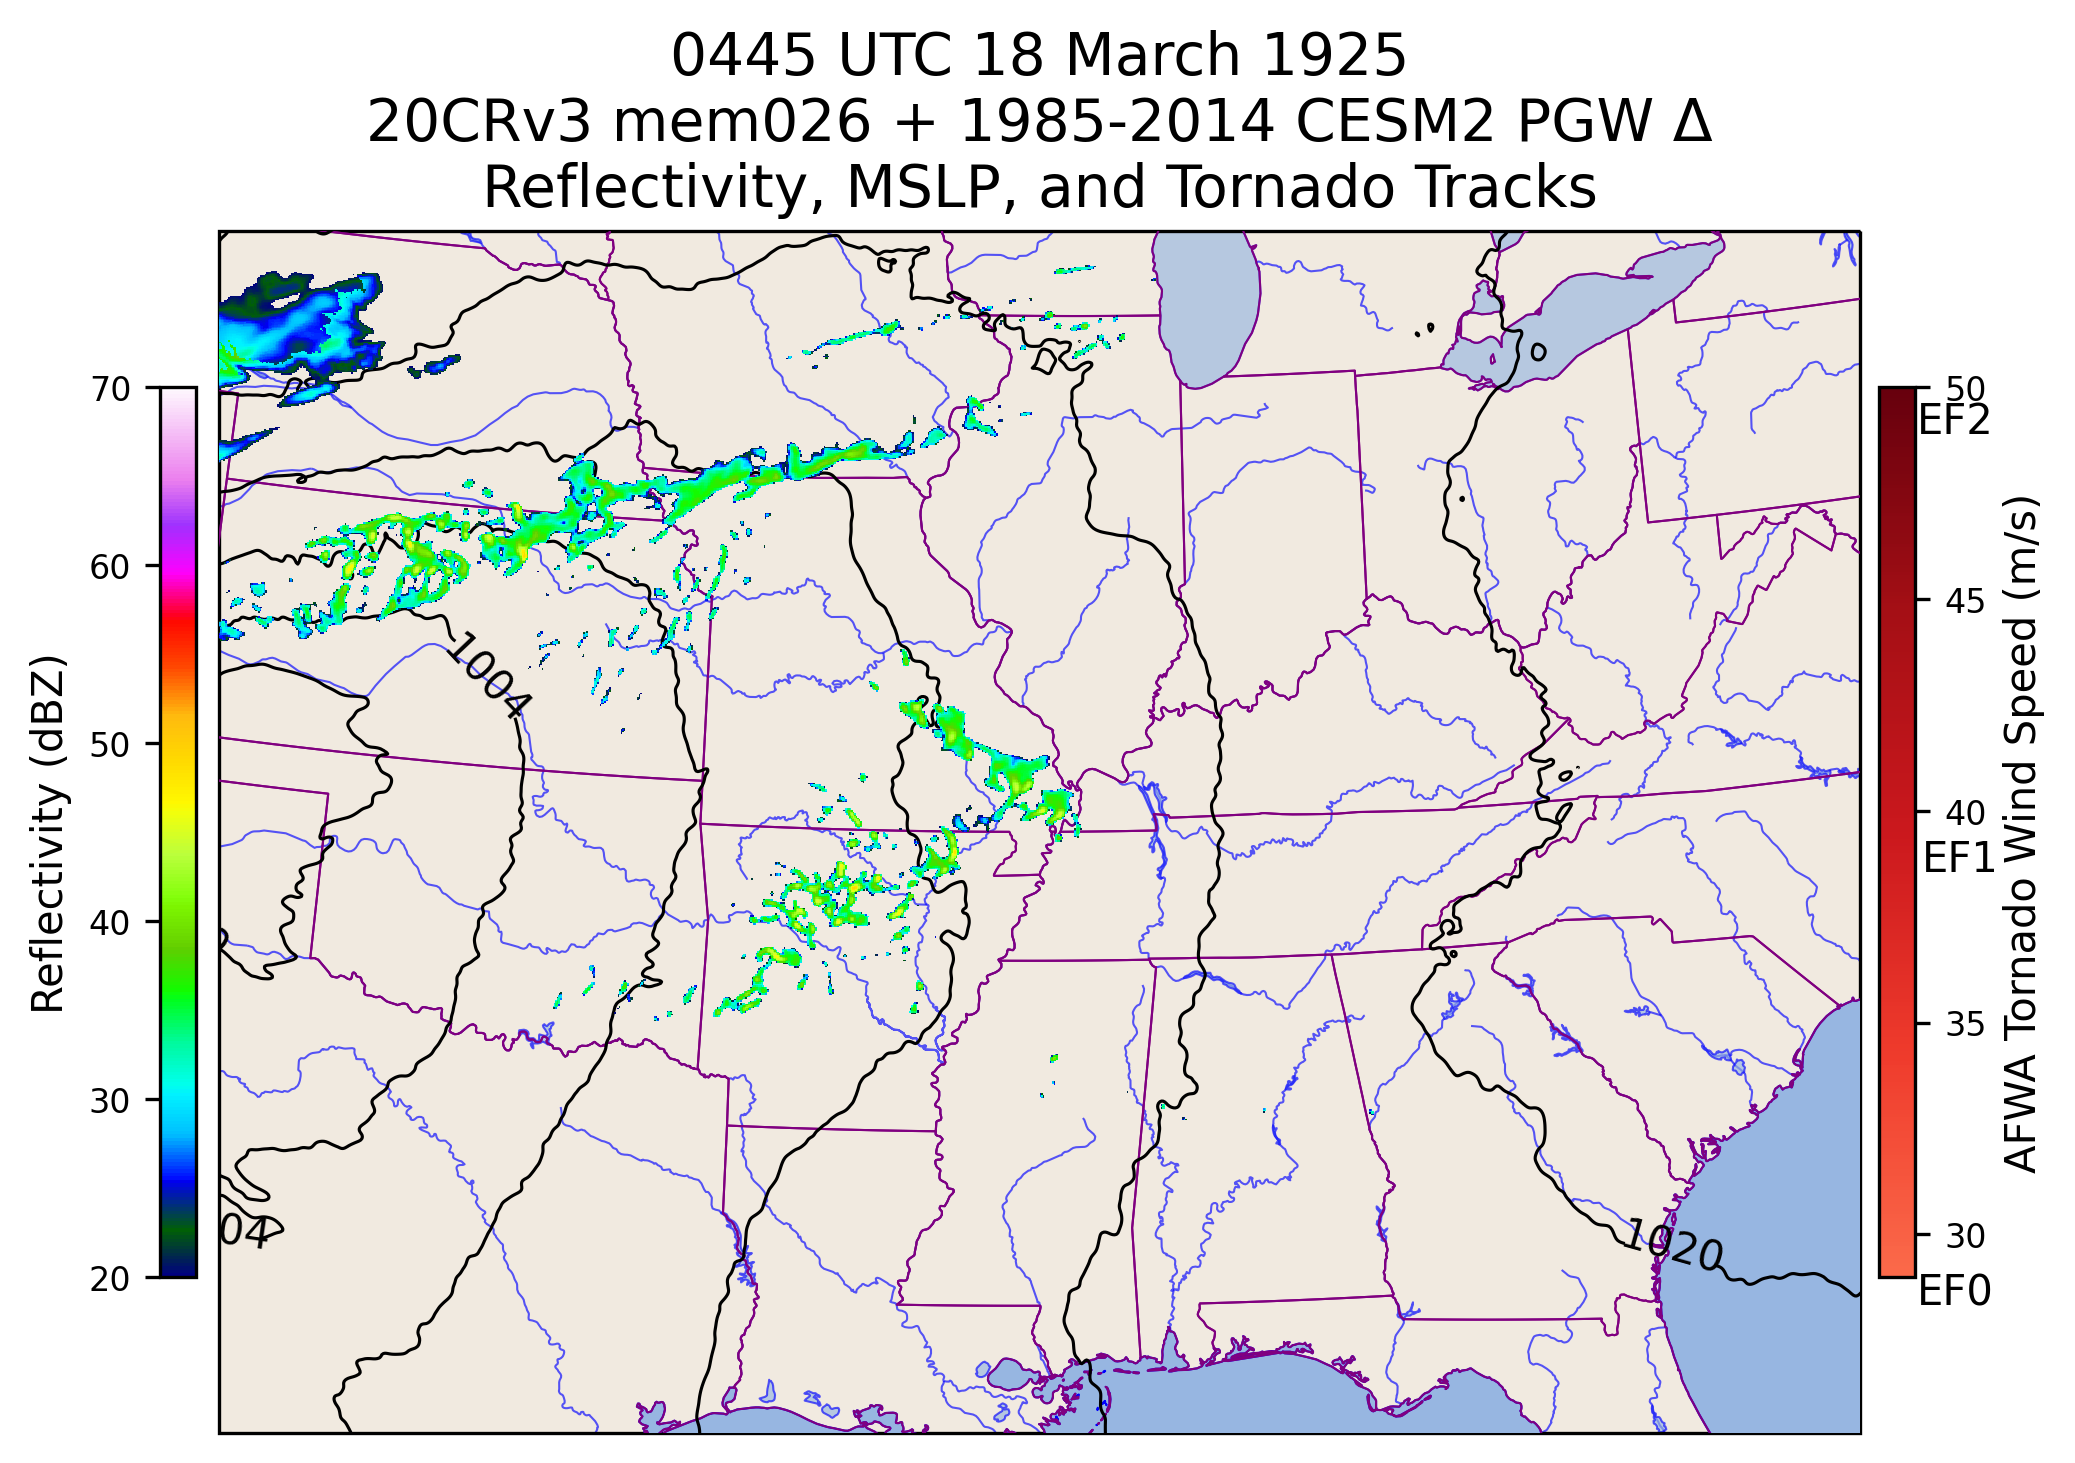 0445 UTC 18 March 1925
20CRv3 mem026 + 1985-2014 CESM2 PGW Δ
Reflectivity, MSLP, and Tornado Tracks
70
60
50
40
30
20
Reflectivity (dBZ)
1004
04
1020
50
EF2
45
40
EF1
35
30
EF0
AFWA Tornado Wind Speed (m/s)